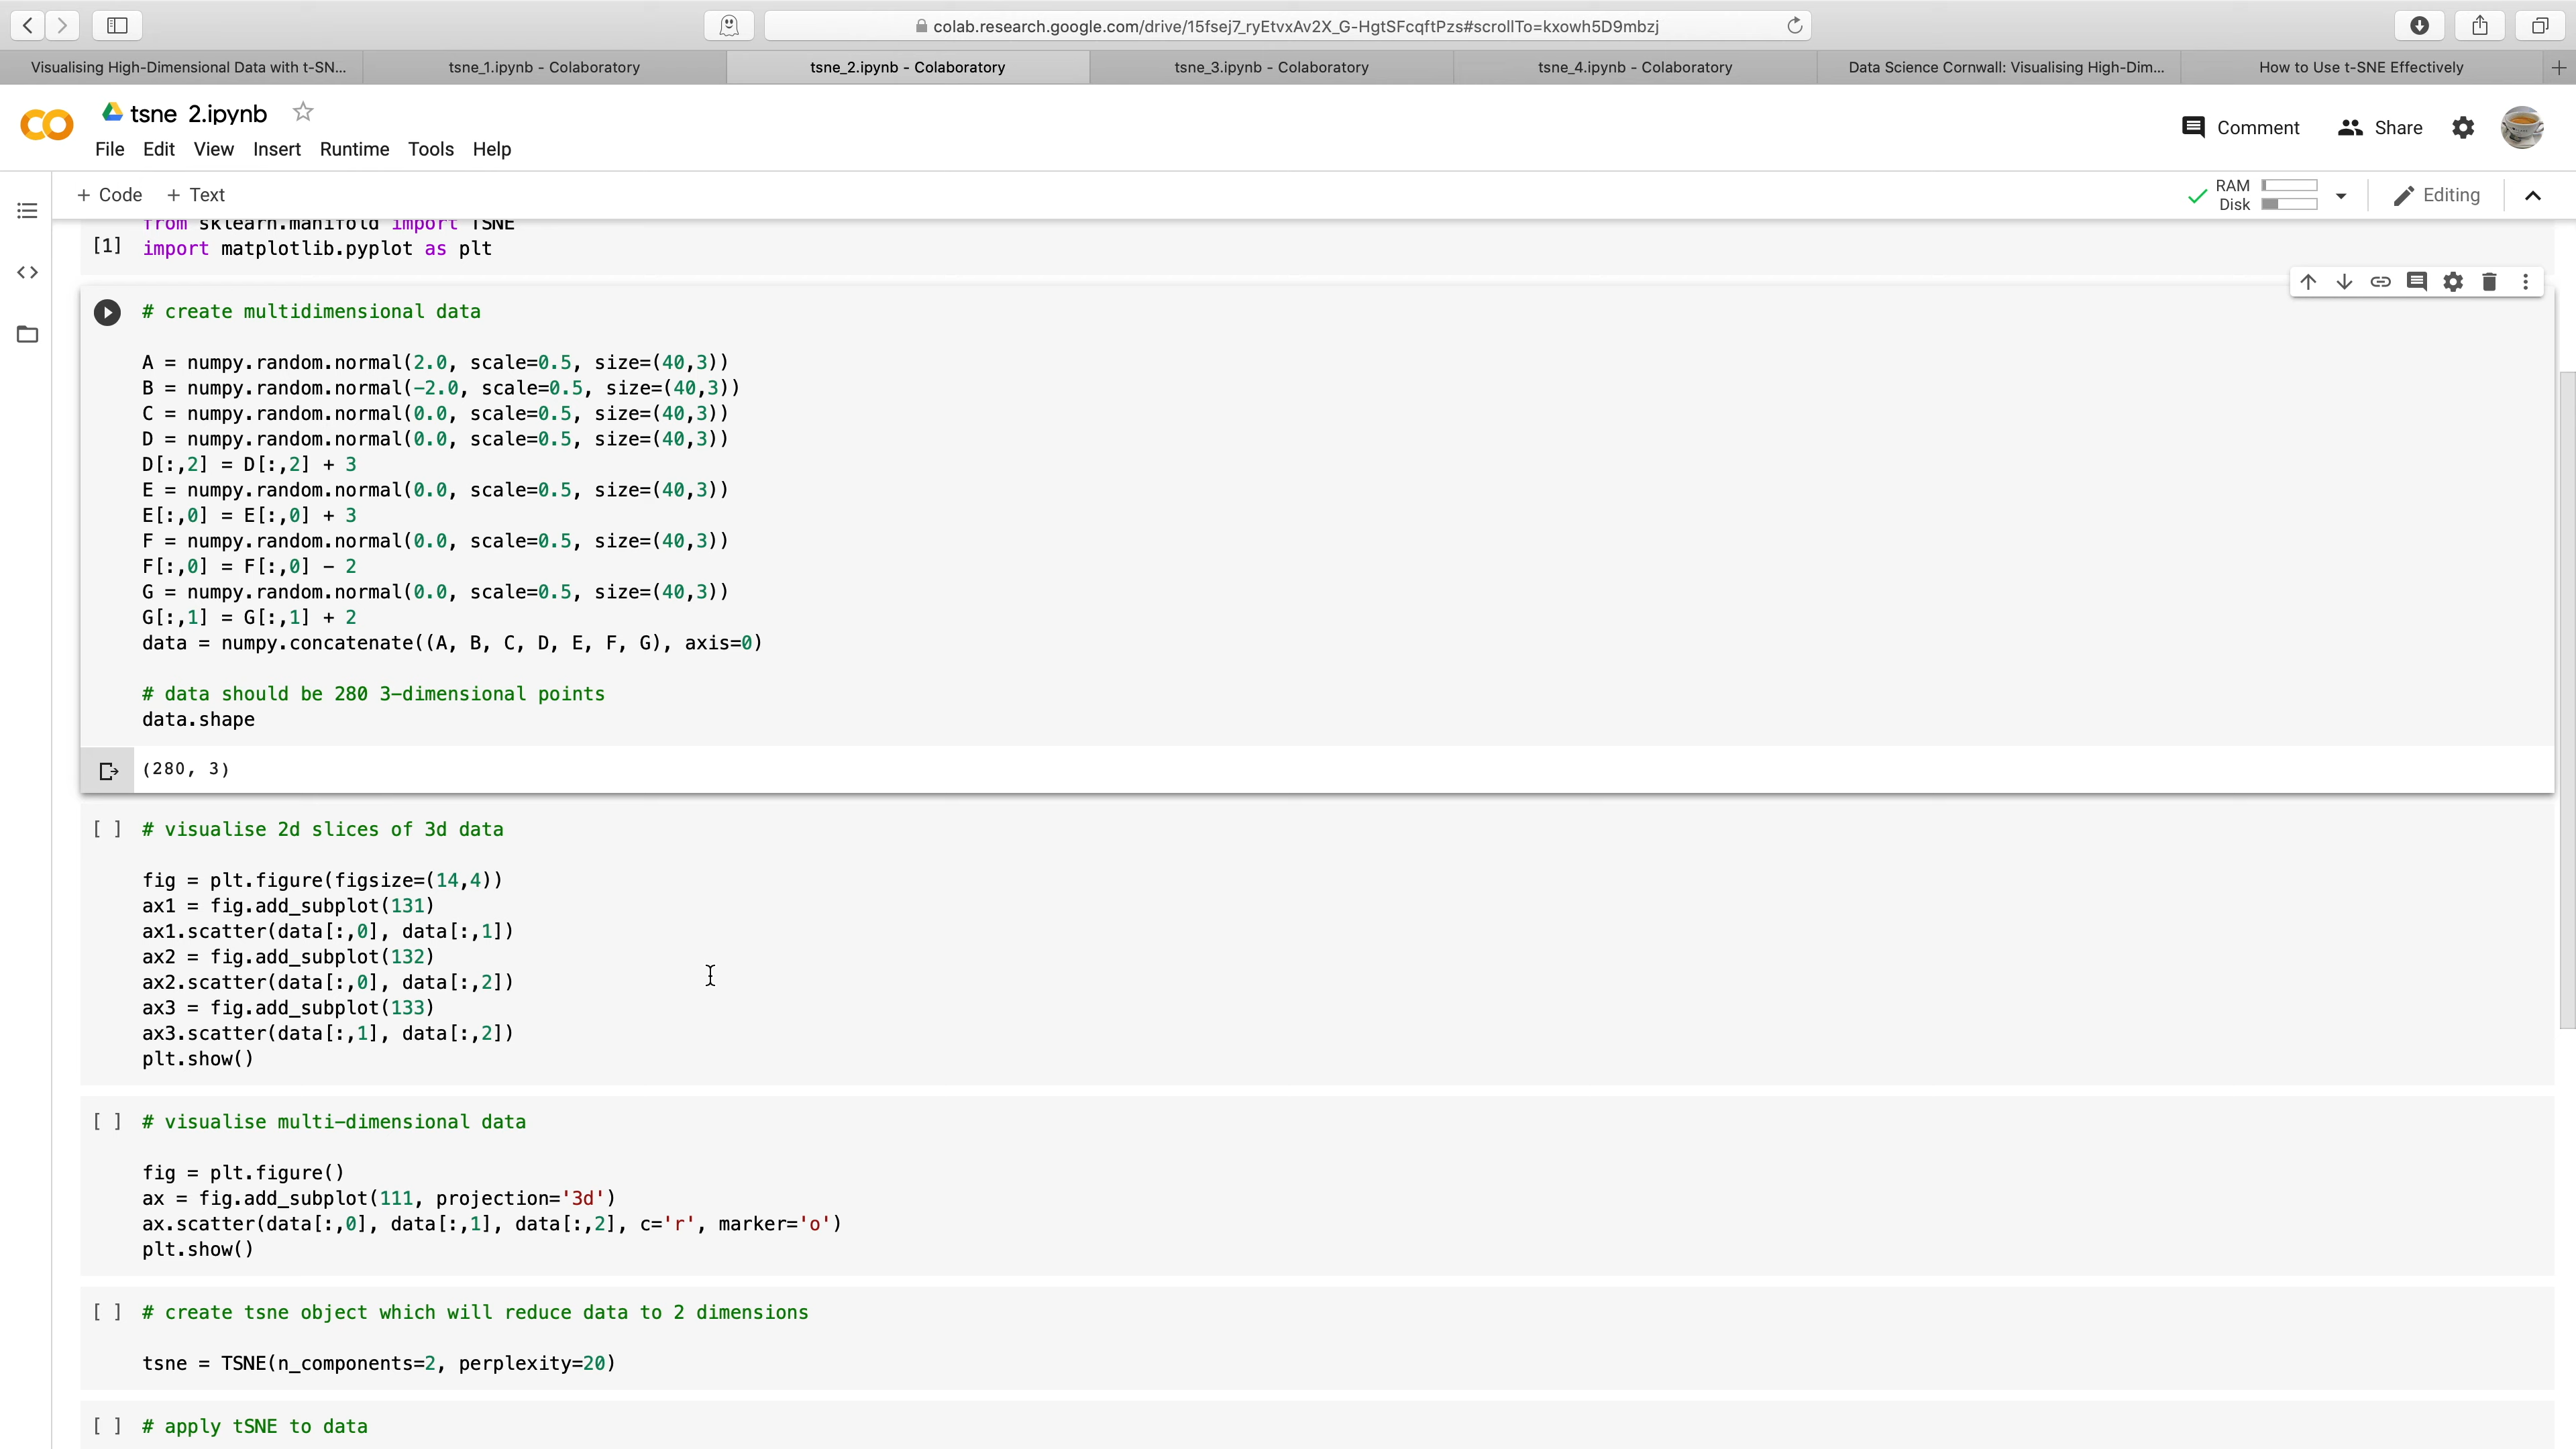 colab.research.google.com/drive/15fsej7_ryEtvxAv2X_G-HgtSFcqftPzs#scrollTo=kxowh5D9mbzj
Visualising High-Dimensional Data with t-SN...
tsne_1.ipynb - Colaboratory
tsne_2.ipynb - Colaboratory
tsne_3.ipynb - Colaboratory
tsne_4.ipynb - Colaboratory
Data Science Cornwall: Visualising High-Dim...
How to Use t-SNE Effectively
tsne 2.ipynb
Comment
Share
File Edit View Insert Runtime Tools Help
+ Code + Text
RAM
Disk
Editing
from sklearn.manifold import TSNE
[1] import matplotlib.pyplot as plt
# create multidimensional data
A = numpy.random.normal(2.0, scale=0.5, size=(40,3))
B = numpy.random.normal(-2.0, scale=0.5, size=(40,3))
C = numpy.random.normal(0.0, scale=0.5, size=(40,3))
D = numpy.random.normal(0.0, scale=0.5, size=(40,3))
D[:,2] = D[:,2] + 3
E = numpy.random.normal(0.0, scale=0.5, size=(40,3))
E[:,0] = E[:,0] + 3
F = numpy.random.normal(0.0, scale=0.5, size=(40,3))
F[:,0] = F[:,0] - 2
G = numpy.random.normal(0.0, scale=0.5, size=(40,3))
G[:,1] = G[:,1] + 2
data = numpy.concatenate((A, B, C, D, E, F, G), axis=0)
# data should be 280 3-dimensional points
data.shape
(280, 3)
[ ] # visualise 2d slices of 3d data
fig = plt.figure(figsize=(14,4))
ax1 = fig.add_subplot(131)
ax1.scatter(data[:,0], data[:,1])
ax2 = fig.add_subplot(132)
ax2.scatter(data[:,0], data[:,2])
ax3 = fig.add_subplot(133)
ax3.scatter(data[:,1], data[:,2])
plt.show()
[ ] # visualise multi-dimensional data
fig = plt.figure()
ax = fig.add_subplot(111, projection='3d')
ax.scatter(data[:,0], data[:,1], data[:,2], c='r', marker='o')
plt.show()
[ ] # create tsne object which will reduce data to 2 dimensions
tsne = TSNE(n_components=2, perplexity=20)
[ ] # apply tSNE to data